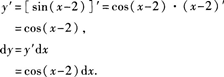 y′=[sin(x−2)]′=cos(x−2)·(x−2)′
=cos(x−2),
dy=y′dx
=cos(x−2)dx.